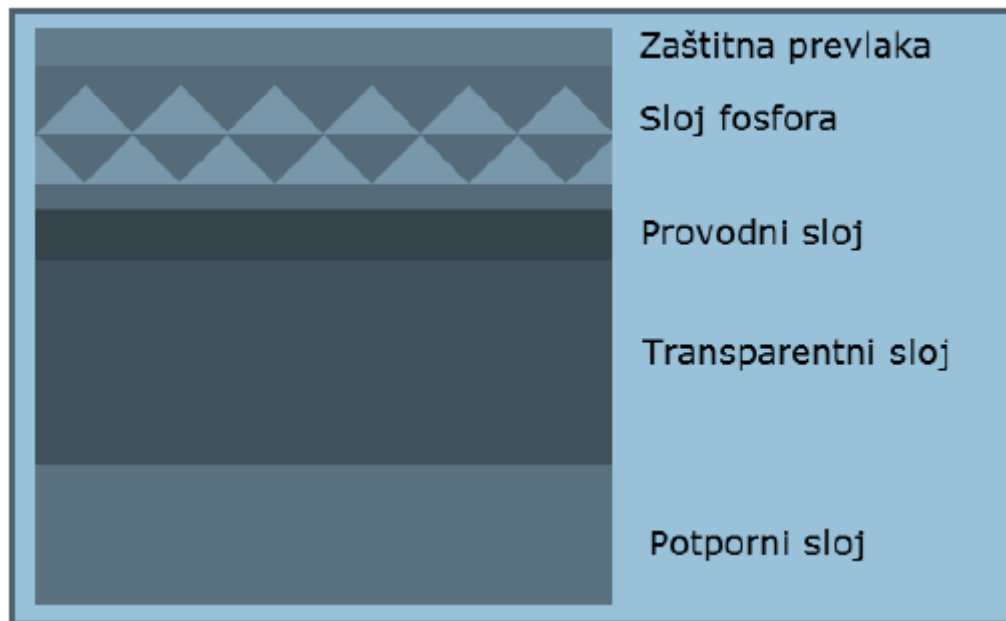 Zaštitna prevlaka
Sloj fosfora
Provodni sloj
Transparentni sloj
Potporni sloj